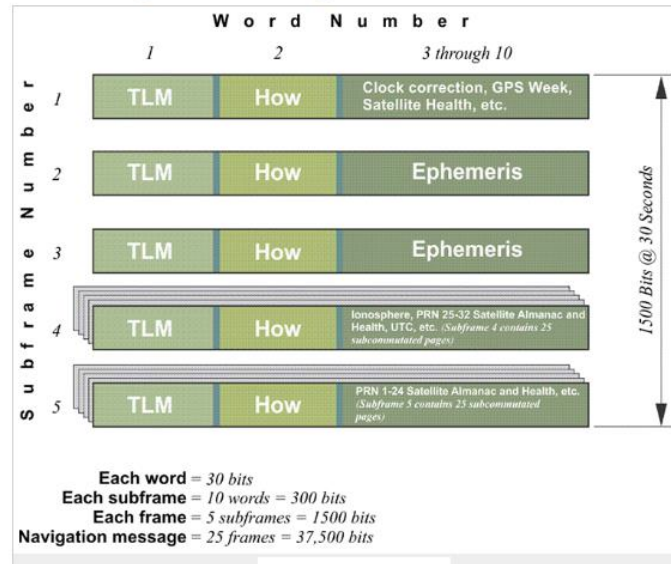 Word Number
1 2 3 through 10
Subframe Number
1 TLM How Clock correction, GPS Week,
Satellite Health, etc.
2 TLM How Ephemeris
3 TLM How Ephemeris
4 TLM How Ionosphere, PRN 25-32 Satellite Almanac and
Health, UTC, etc. (Subframe 4 contains 25
subcommutated pages)
5 TLM How PRN 1-24 Satellite Almanac and Health, etc.
(Subframe 5 contains 25 subcommutated
pages)
1500 Bits @ 30 Seconds
Each word = 30 bits
Each subframe = 10 words = 300 bits
Each frame = 5 subframes = 1500 bits
Navigation message = 25 frames = 37,500 bits